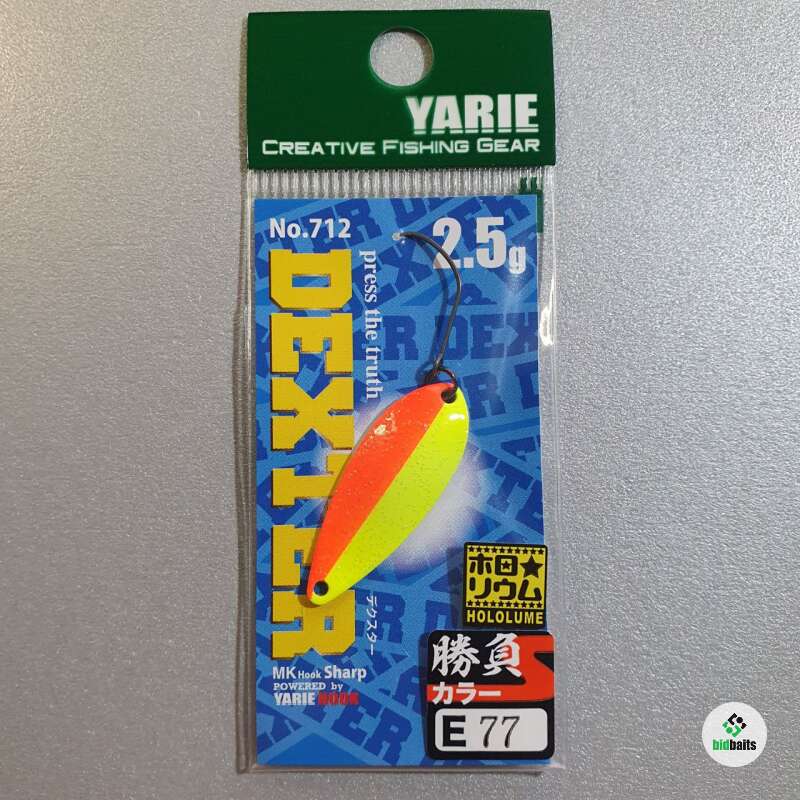 YARIE
CREATIVE FISHING GEAR
No.712
2.5g
press the truth
DEXTER
デクスター
ホロ★
リウム
HOLOLUME
MK Hook Sharp
POWERED by
YARIE HOOK
勝負
カラー
E 77
bidbaits